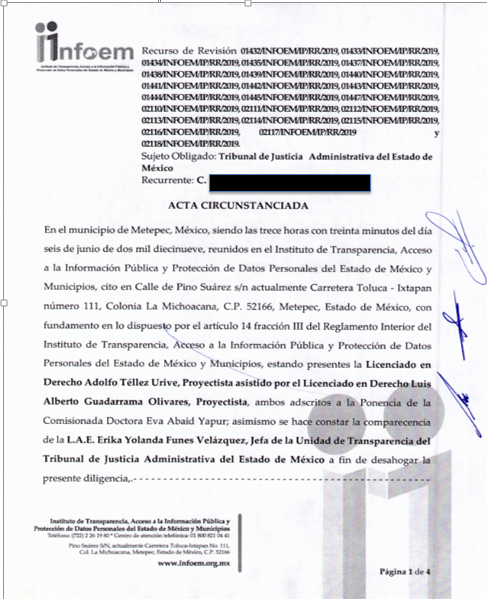 infoem
Instituto de Transparencia, Acceso a la Información Pública y
Protección de Datos Personales del Estado de México y Municipios
Recurso de Revisión 01432/INFOEM/IP/RR/2019, 01433/INFOEM/IP/RR/2019,
01434/INFOEM/IP/RR/2019, 01435/INFOEM/IP/RR/2019, 01437/INFOEM/IP/RR/2019,
01438/INFOEM/IP/RR/2019, 01439/INFOEM/IP/RR/2019, 01440/INFOEM/IP/RR/2019,
01441/INFOEM/IP/RR/2019, 01442/INFOEM/IP/RR/2019, 01443/INFOEM/IP/RR/2019,
01444/INFOEM/IP/RR/2019, 01445/INFOEM/IP/RR/2019, 01447/INFOEM/IP/RR/2019,
02110/INFOEM/IP/RR/2019, 02111/INFOEM/IP/RR/2019, 02112/INFOEM/IP/RR/2019,
02113/INFOEM/IP/RR/2019, 02114/INFOEM/IP/RR/2019, 02115/INFOEM/IP/RR/2019,
02116/INFOEM/IP/RR/2019, 02117/INFOEM/IP/RR/2019 y
02118/INFOEM/IP/RR/2019.
Sujeto Obligado: Tribunal de Justicia Administrativa del Estado de
México
Recurrente: C.
ACTA CIRCUNSTANCIADA
En el municipio de Metepec, México, siendo las trece horas con treinta minutos del día
seis de junio de dos mil diecinueve, reunidos en el Instituto de Transparencia, Acceso
a la Información Pública y Protección de Datos Personales del Estado de México y
Municipios, cito en Calle de Pino Suárez s/n actualmente Carretera Toluca - Ixtapan
número 111, Colonia La Michoacana, C.P. 52166, Metepec, Estado de México, con
fundamento en lo dispuesto por el artículo 14 fracción III del Reglamento Interior del
Instituto de Transparencia, Acceso a la Información Pública y Protección de Datos
Personales del Estado de México y Municipios, estando presentes la Licenciado en
Derecho Adolfo Téllez Urive, Proyectista asistido por el Licenciado en Derecho Luis
Alberto Guadarrama Olivares, Proyectista, ambos adscritos a la Ponencia de la
Comisionada Doctora Eva Abaid Yapur; asimismo se hace constar la comparecencia
de la L.A.E. Erika Yolanda Funes Velázquez, Jefa de la Unidad de Transparencia del
Tribunal de Justicia Administrativa del Estado de México a fin de desahogar la
presente diligencia,.-----------------------------------------------
Instituto de Transparencia, Acceso a la Información Pública y
Protección de Datos Personales del Estado de México y Municipios
Teléfono: (722) 2 26 19 80 * Centro de atención telefónica: 01 800 821 04 41
Pino Suárez S/N, actualmente Carretera Toluca-Ixtapan No. 111,
Col. La Michoacana, Metepec, Estado de México, C.P. 52166
www.infoem.org.mx
Página 1 de 4